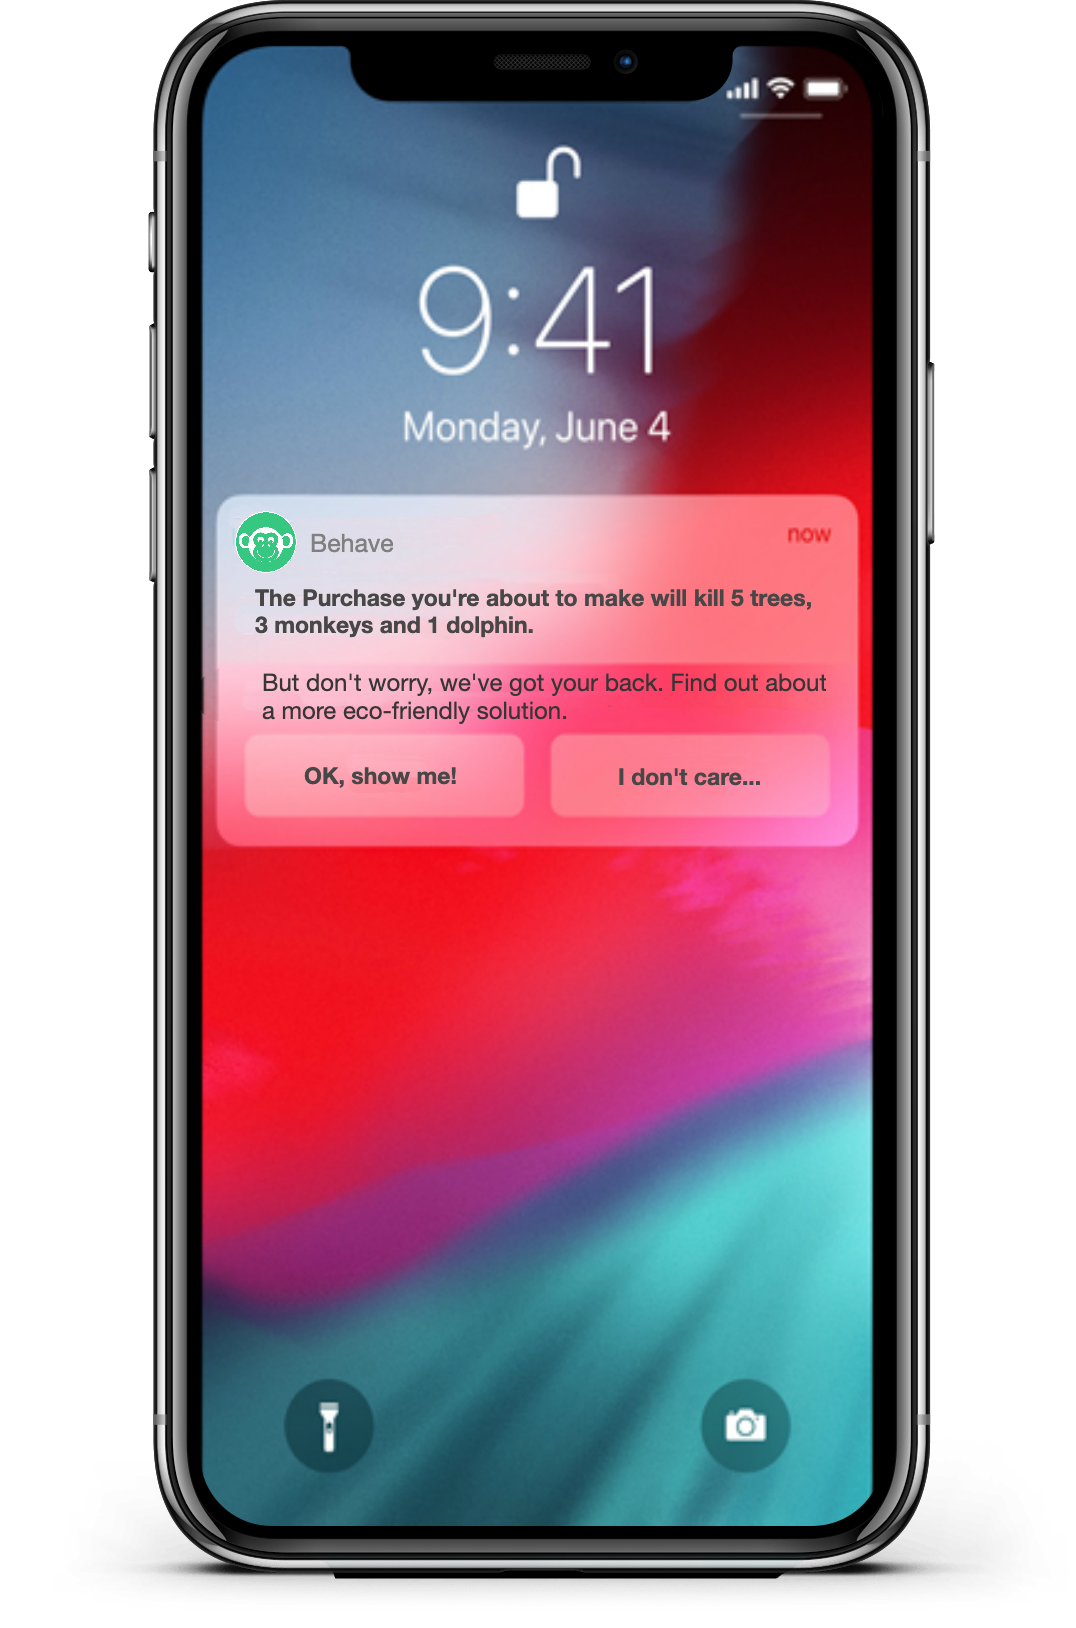 9:41
Monday, June 4
Behave
now
The Purchase you're about to make will kill 5 trees,
3 monkeys and 1 dolphin.
But don't worry, we've got your back. Find out about
a more eco-friendly solution.
OK, show me!
I don't care...